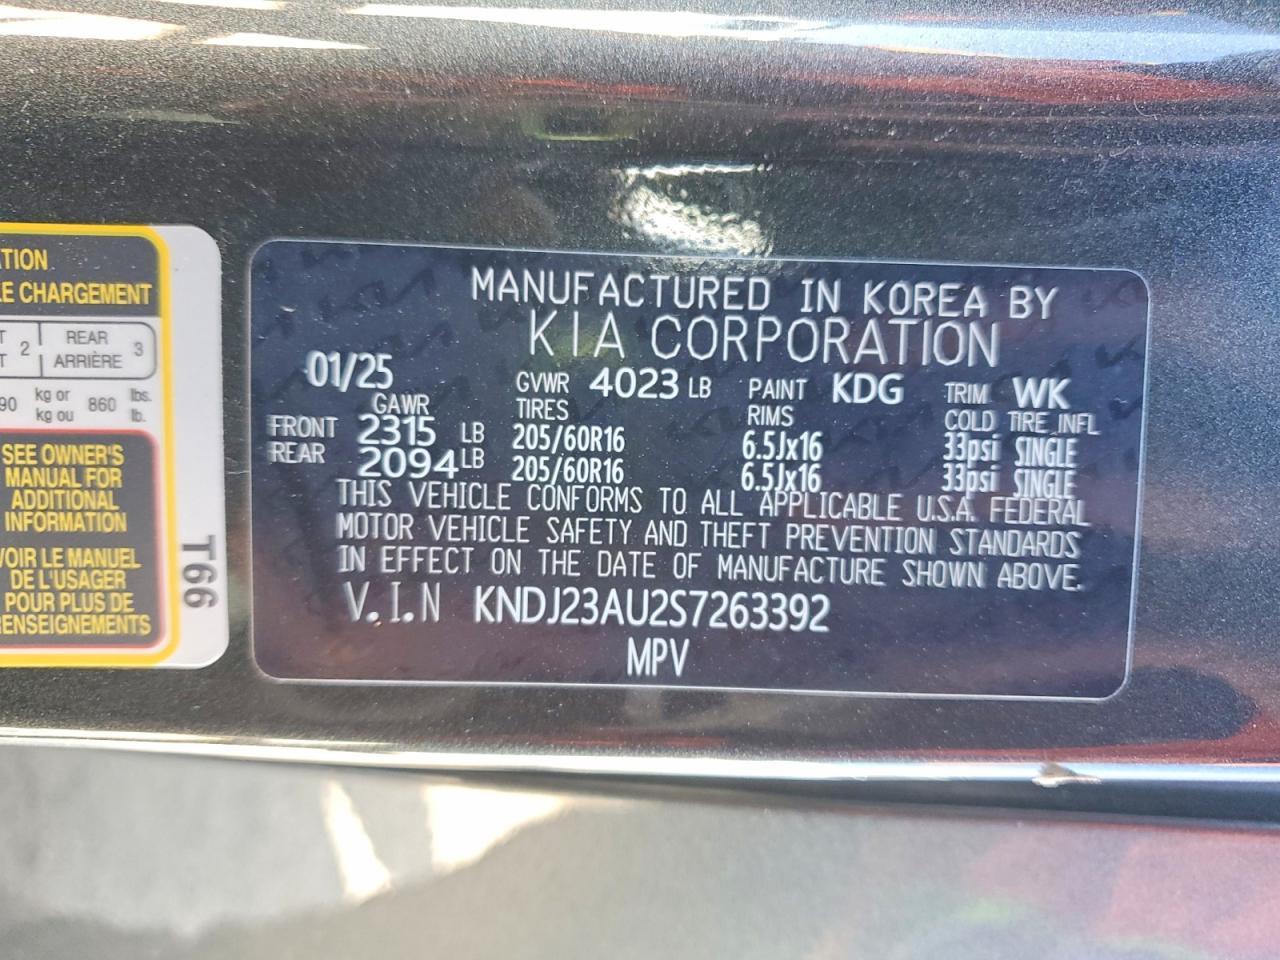 TION
LE CHARGEMENT
T 2 REAR 3
T ARRIÈRE
90 kg or 860 lbs.
kg ou lb.
SEE OWNER'S
MANUAL FOR
ADDITIONAL
INFORMATION
VOIR LE MANUEL
DE L'USAGER
POUR PLUS DE
RENSEIGNEMENTS
T66
MANUFACTURED IN KOREA BY
KIA CORPORATION
01/25 GVWR 4023 LB PAINT KDG TRIM WK
GAWR TIRES RIMS COLD TIRE INFL
FRONT 2315 LB 205/60R16 6.5Jx16 33psi SINGLE
REAR 2094 LB 205/60R16 6.5Jx16 33psi SINGLE
THIS VEHICLE CONFORMS TO ALL APPLICABLE U.S.A. FEDERAL
MOTOR VEHICLE SAFETY AND THEFT PREVENTION STANDARDS
IN EFFECT ON THE DATE OF MANUFACTURE SHOWN ABOVE.
V.I.N KNDJ23AU2S7263392
MPV